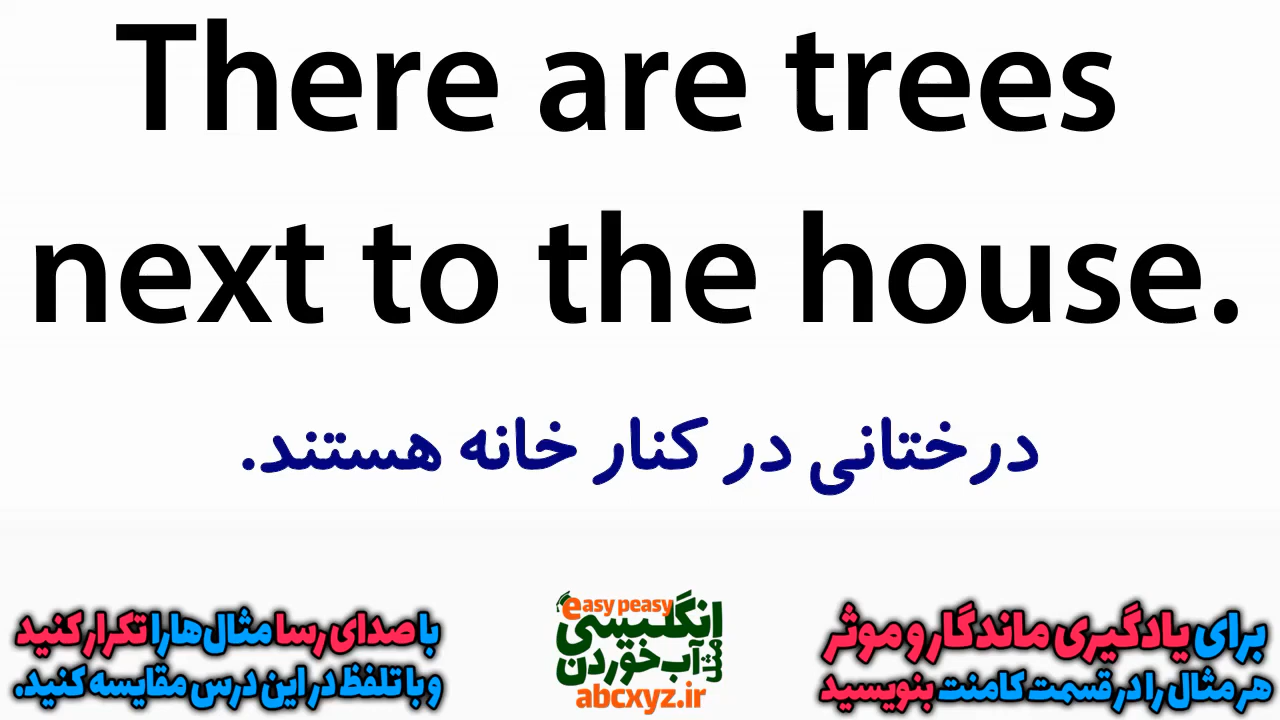 There are trees
next to the house.
درختانی در کنار خانه هستند.
برای یادگیری ماندگار و موثر
هر مثال را در قسمت کامنت بنویسید
easy peasy
انگلیسی
مثل آب خوردن
abcxyz.ir
با صدای رسا مثال‌ها را تکرار کنید
و با تلفظ در این درس مقایسه کنید.